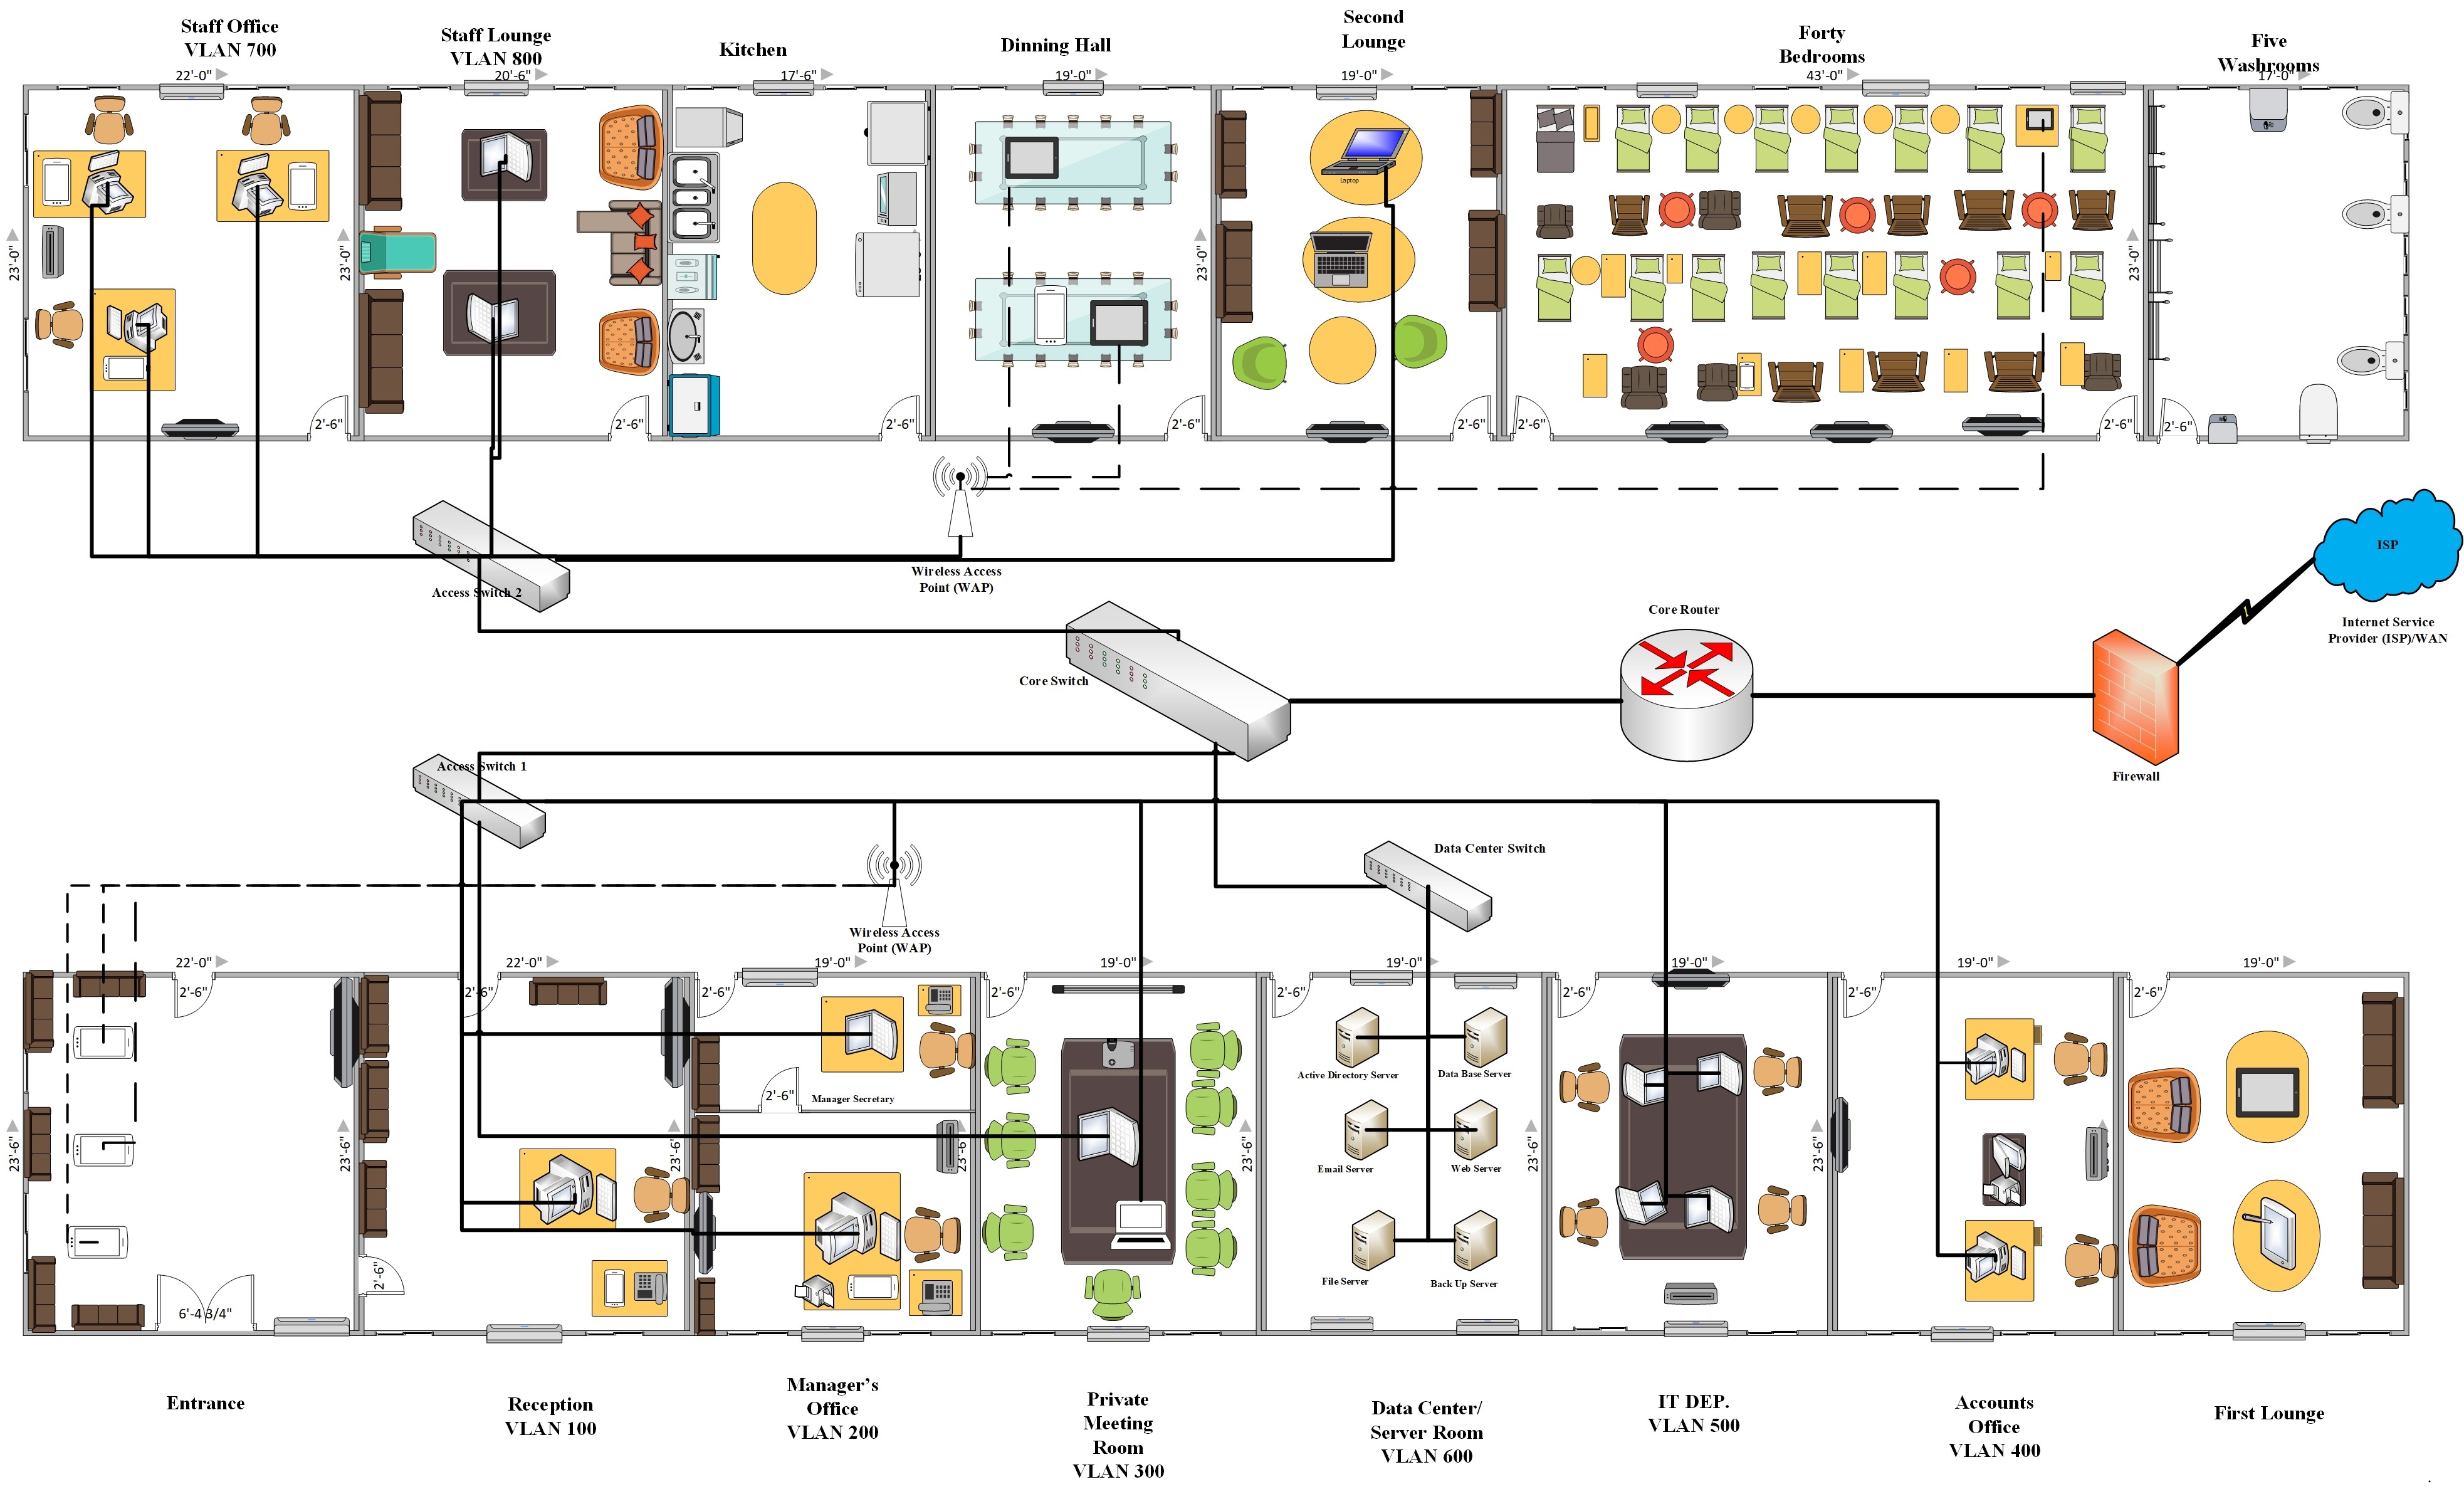 Staff Office
VLAN 700
Staff Lounge
VLAN 800
Kitchen
Dinning Hall
Second
Lounge
Forty
Bedrooms
Five
Washrooms
22'-0"
20'-6"
17'-6"
19'-0"
19'-0"
43'-0"
17'-0"
Laptop
23'-0"
23'-0"
23'-0"
23'-0"
2'-6"
2'-6"
2'-6"
2'-6"
2'-6"
2'-6"
2'-6"
2'-6"
Wireless Access
Point (WAP)
Access Switch 2
ISP
Internet Service
Provider (ISP)/WAN
Core Router
Core Switch
Firewall
Access Switch 1
Data Center Switch
Wireless Access
Point (WAP)
22'-0"
22'-0"
19'-0"
19'-0"
19'-0"
19'-0"
19'-0"
19'-0"
2'-6"
2'-6"
2'-6"
2'-6"
2'-6"
2'-6"
2'-6"
2'-6"
Active Directory Server
Data Base Server
2'-6"
Manager Secretary
23'-6"
23'-6"
23'-6"
23'-6"
23'-6"
23'-6"
23'-6"
Email Server
Web Server
2'-6"
File Server
Back Up Server
6'-4 3/4"
Entrance
Reception
VLAN 100
Manager's
Office
VLAN 200
Private
Meeting
Room
VLAN 300
Data Center/
Server Room
VLAN 600
IT DEP.
VLAN 500
Accounts
Office
VLAN 400
First Lounge